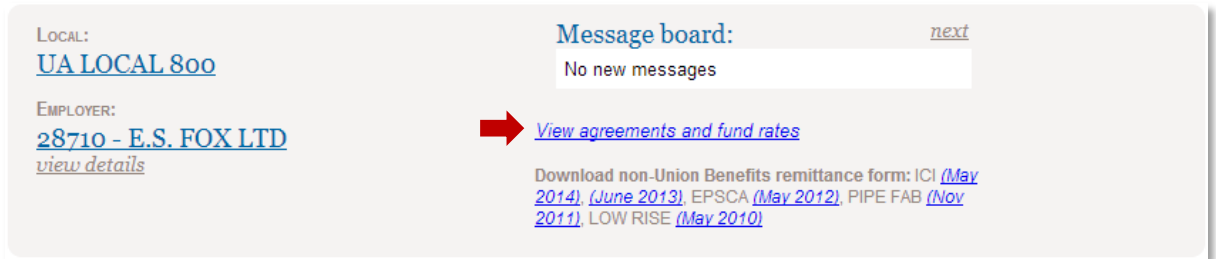 LOCAL:
UA LOCAL 800
EMPLOYER:
28710 - E.S. FOX LTD
view details
Message board:
next
No new messages
View agreements and fund rates
Download non-Union Benefits remittance form: ICI (May
2014), (June 2013), EPSCA (May 2012), PIPE FAB (Nov
2011), LOW RISE (May 2010)